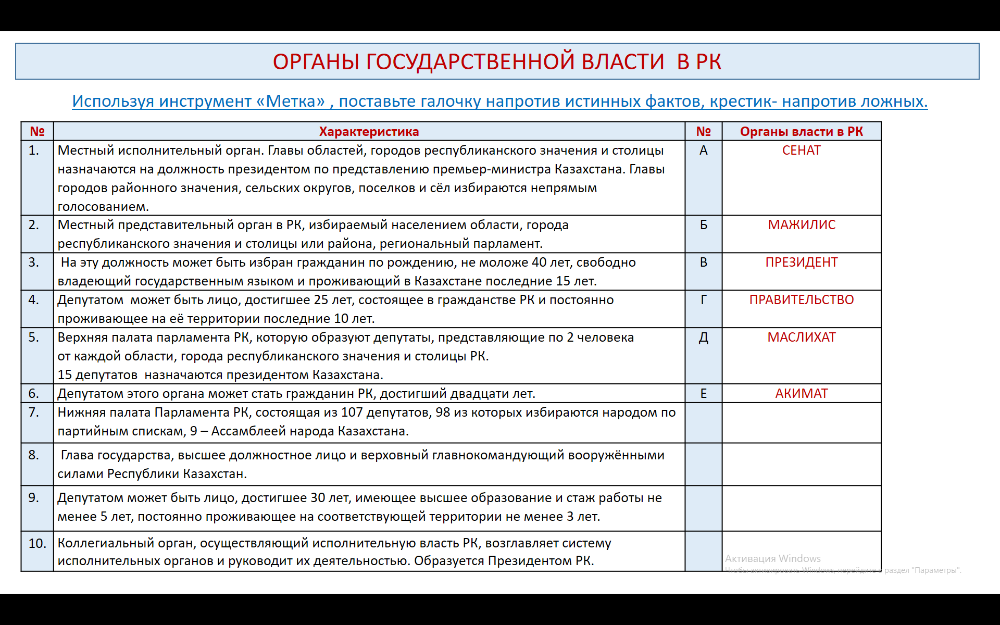 ОРГАНЫ ГОСУДАРСТВЕННОЙ ВЛАСТИ В РК
Используя инструмент «Метка» , поставьте галочку напротив истинных фактов, крестик- напротив ложных.
№ Характеристика № Органы власти в РК
1. Местный исполнительный орган. Главы областей, городов республиканского значения и столицы А СЕНАТ
назначаются на должность президентом по представлению премьер-министра Казахстана. Главы
городов районного значения, сельских округов, поселков и сёл избираются непрямым
голосованием.
2. Местный представительный орган в РК, избираемый населением области, города Б МАЖИЛИС
республиканского значения и столицы или района, региональный парламент.
3. На эту должность может быть избран гражданин по рождению, не моложе 40 лет, свободно В ПРЕЗИДЕНТ
владеющий государственным языком и проживающий в Казахстане последние 15 лет.
4. Депутатом может быть лицо, достигшее 25 лет, состоящее в гражданстве РК и постоянно Г ПРАВИТЕЛЬСТВО
проживающее на её территории последние 10 лет.
5. Верхняя палата парламента РК, которую образуют депутаты, представляющие по 2 человека Д МАСЛИХАТ
от каждой области, города республиканского значения и столицы РК.
15 депутатов назначаются президентом Казахстана.
6. Депутатом этого органа может стать гражданин РК, достигший двадцати лет. Е АКИМАТ
7. Нижняя палата Парламента РК, состоящая из 107 депутатов, 98 из которых избираются народом по
партийным спискам, 9 – Ассамблеей народа Казахстана.
8. Глава государства, высшее должностное лицо и верховный главнокомандующий вооружёнными
силами Республики Казахстан.
9. Депутатом может быть лицо, достигшее 30 лет, имеющее высшее образование и стаж работы не
менее 5 лет, постоянно проживающее на соответствующей территории не менее 3 лет.
10. Коллегиальный орган, осуществляющий исполнительную власть РК, возглавляет систему
исполнительных органов и руководит их деятельностью. Образуется Президентом РК.
Активация Windows
Чтобы активировать Windows, перейдите в раздел "Параметры".